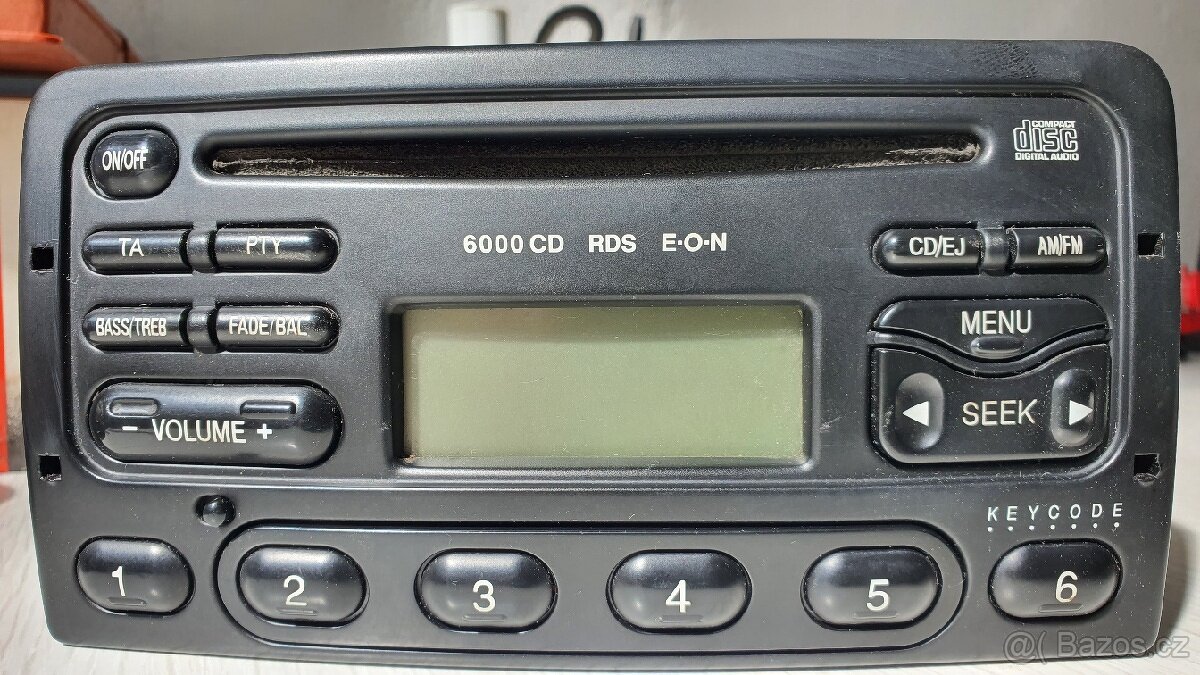 ON/OFF
COMPACT
disc
DIGITAL AUDIO
TA PTY
6000 CD RDS E·O·N
CD/EJ AM/FM
BASS/TREB FADE/BAL
MENU
- VOLUME +
◀ SEEK ▶
KEYCODE
1 2 3 4 5 6
@( Bazos.cz